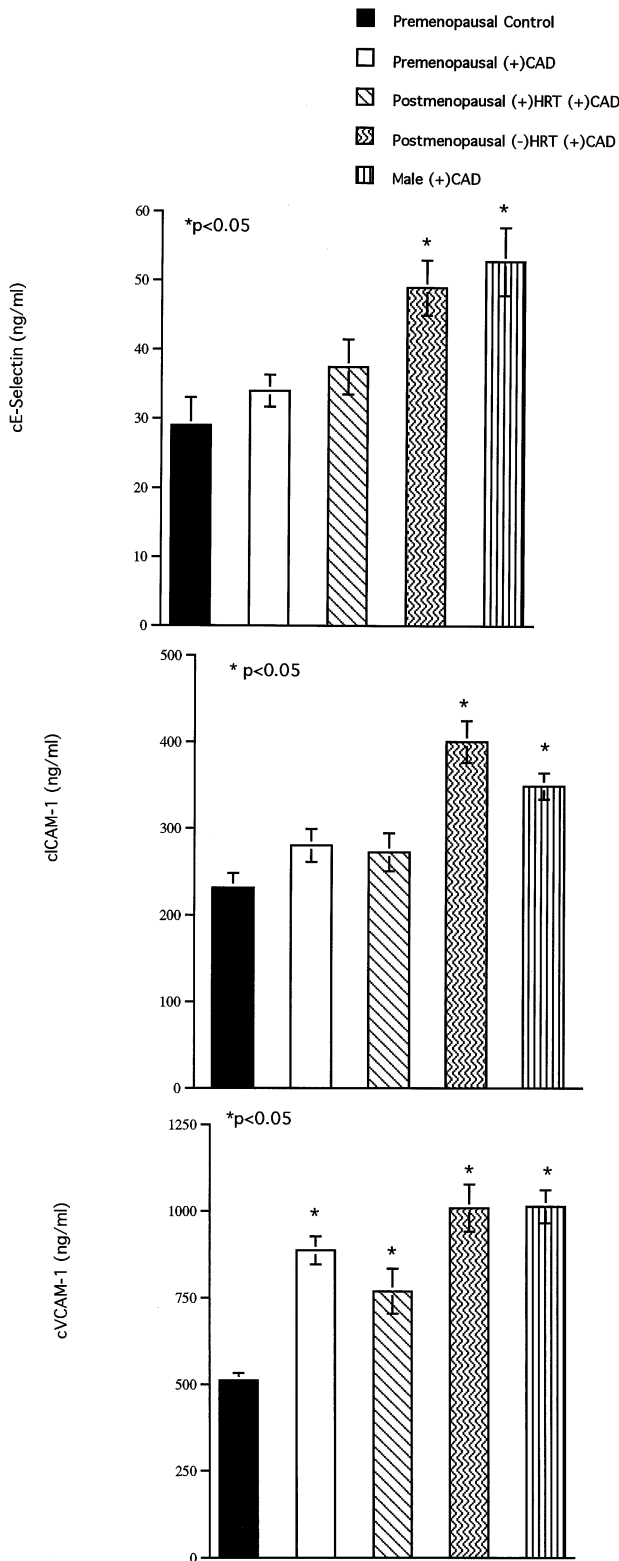 Premenopausal Control
Premenopausal (+)CAD
Postmenopausal (+)HRT (+)CAD
Postmenopausal (-)HRT (+)CAD
Male (+)CAD
*p<0.05
cE-Selectin (ng/ml)
60
50
40
30
20
10
0
*
*
* p<0.05
cICAM-1 (ng/ml)
500
400
300
200
100
0
*
*
*p<0.05
cVCAM-1 (ng/ml)
1250
1000
750
500
250
0
*
*
*
*